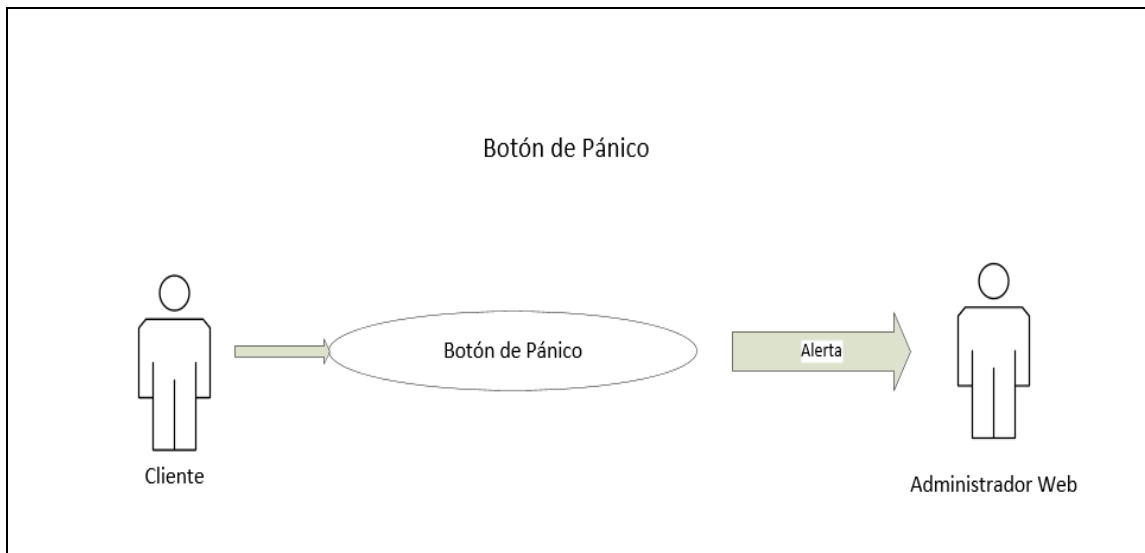 Botón de Pánico
Botón de Pánico
Alerta
Cliente
Administrador Web